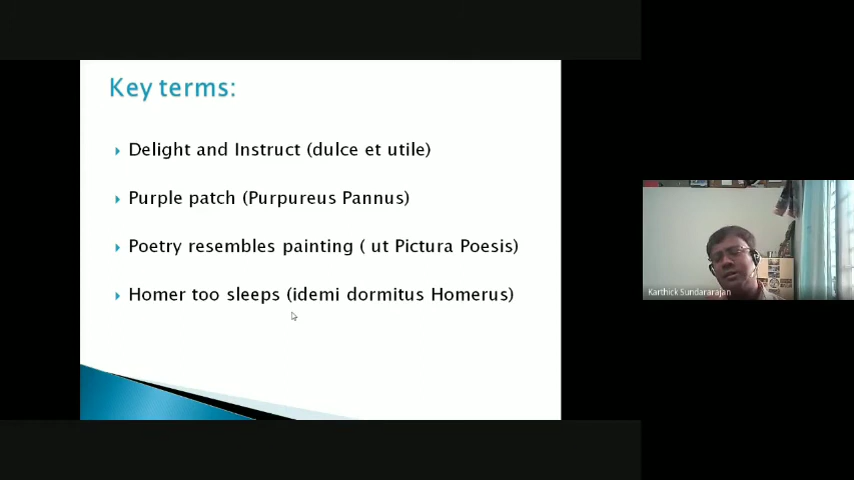 Key terms:
Delight and Instruct (dulce et utile)
Purple patch (Purpureus Pannus)
Poetry resembles painting ( ut Pictura Poesis)
Homer too sleeps (idemi dormitus Homerus)
Karthick Sundararajan